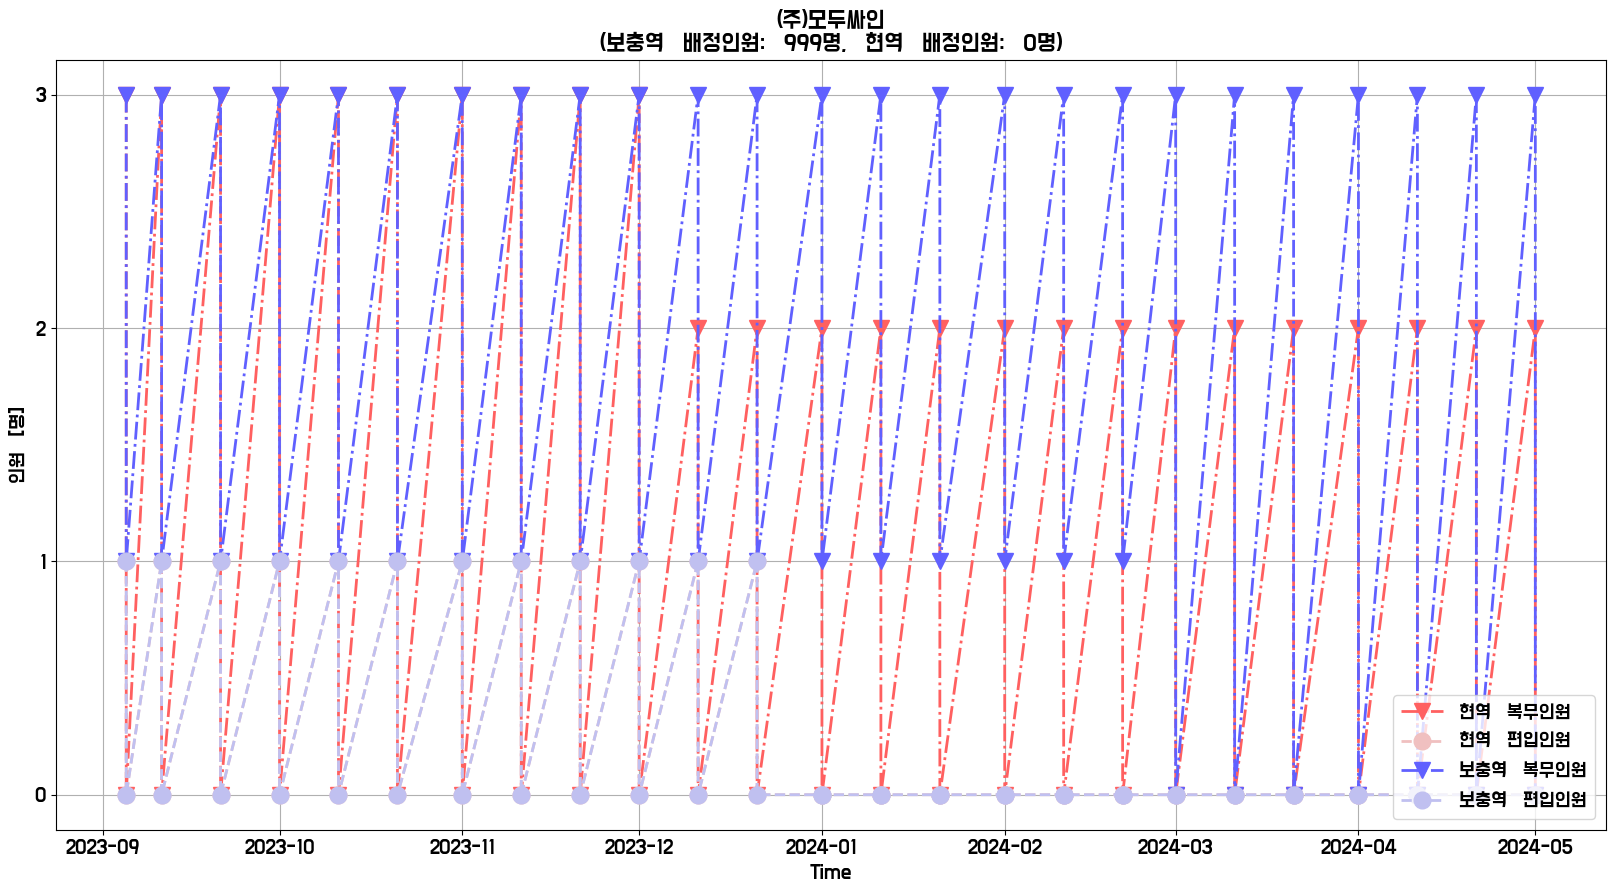 (주)모두싸인
(보충역 배정인원: 999명, 현역 배정인원: 0명)
인원 [명]
3
2
1
0
현역 복무인원
현역 편입인원
보충역 복무인원
보충역 편입인원
2023-09 2023-10 2023-11 2023-12 2024-01 2024-02 2024-03 2024-04 2024-05
Time